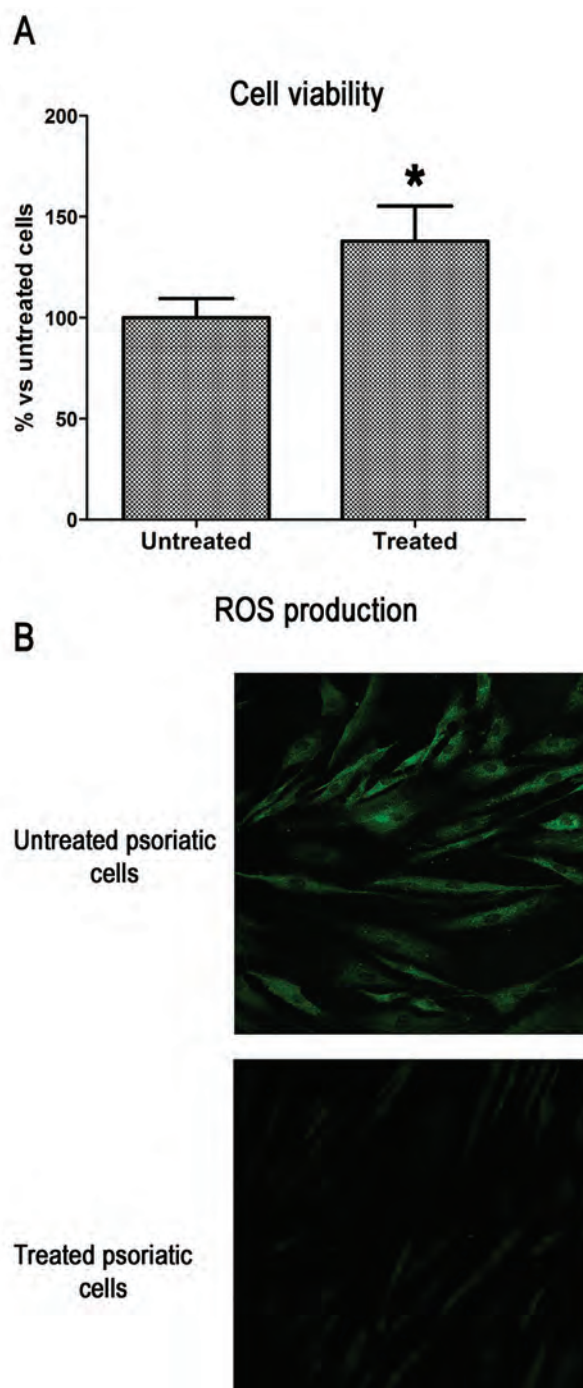 A
Cell viability
% vs untreated cells
200
150
100
50
0
*
Untreated Treated
ROS production
B
Untreated psoriatic
cells
Treated psoriatic
cells